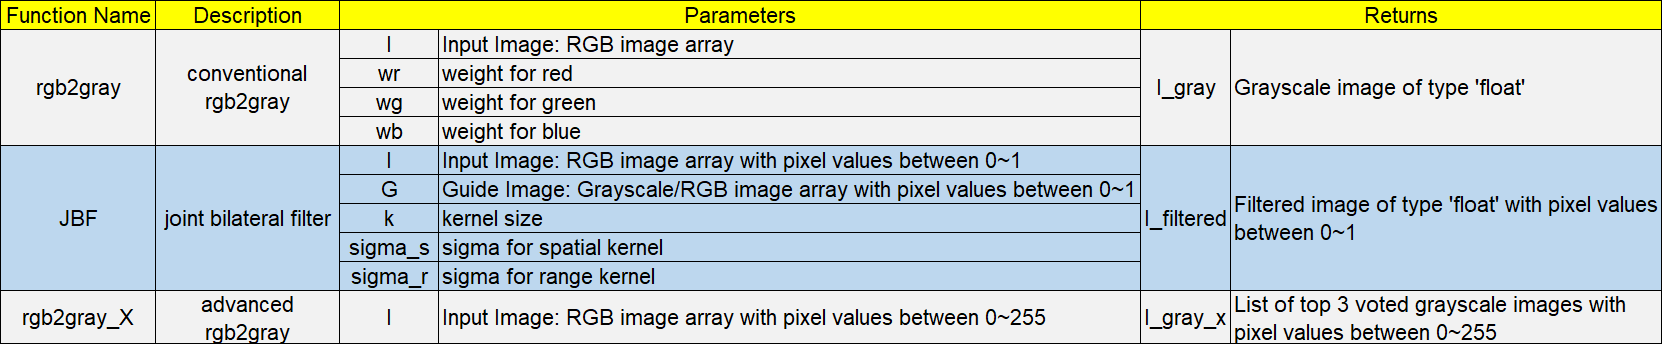 Function Name Description Parameters Returns
rgb2gray
conventional
rgb2gray
I Input Image: RGB image array
wr weight for red
wg weight for green
wb weight for blue
I_gray Grayscale image of type 'float'
JBF
joint bilateral filter
I Input Image: RGB image array with pixel values between 0~1
G Guide Image: Grayscale/RGB image array with pixel values between 0~1
k kernel size
sigma_s sigma for spatial kernel
sigma_r sigma for range kernel
I_filtered
Filtered image of type 'float' with pixel values
between 0~1
rgb2gray_X
advanced
rgb2gray
I Input Image: RGB image array with pixel values between 0~255
I_gray_x
List of top 3 voted grayscale images with
pixel values between 0~255